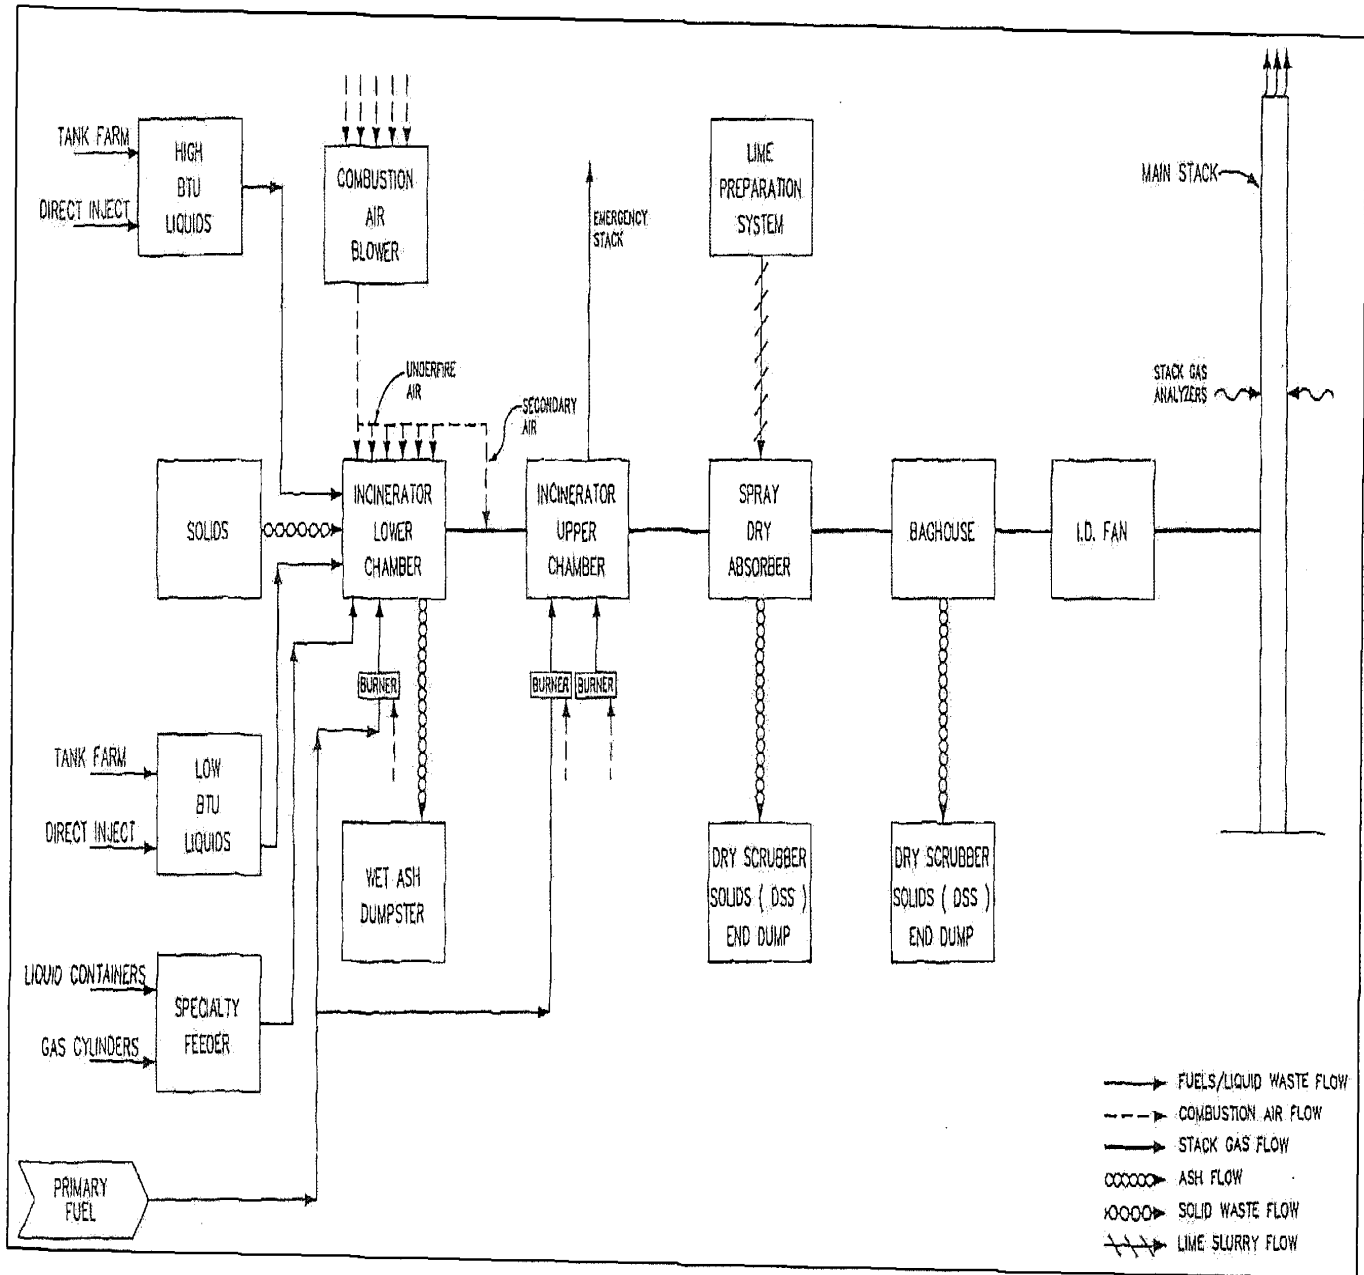 TANK FARM
DIRECT INJECT
HIGH
BTU
LIQUIDS
COMBUSTION
AIR
BLOWER
EMERGENCY
STACK
LIME
PREPARATION
SYSTEM
MAIN STACK
UNDERFIRE
AIR
SECONDARY
AIR
STACK GAS
ANALYZERS
SOLIDS
INCINERATOR
LOWER
CHAMBER
INCINERATOR
UPPER
CHAMBER
SPRAY
DRY
ABSORBER
BAGHOUSE
I.D. FAN
BURNER
BURNER
BURNER
TANK FARM
DIRECT INJECT
LOW
BTU
LIQUIDS
WET ASH
DUMPSTER
DRY SCRUBBER
SOLIDS ( DSS )
END DUMP
DRY SCRUBBER
SOLIDS ( DSS )
END DUMP
LIQUID CONTAINERS
GAS CYLINDERS
SPECIALTY
FEEDER
PRIMARY
FUEL
FUELS/LIQUID WASTE FLOW
COMBUSTION AIR FLOW
STACK GAS FLOW
ASH FLOW
SOLID WASTE FLOW
LIME SLURRY FLOW